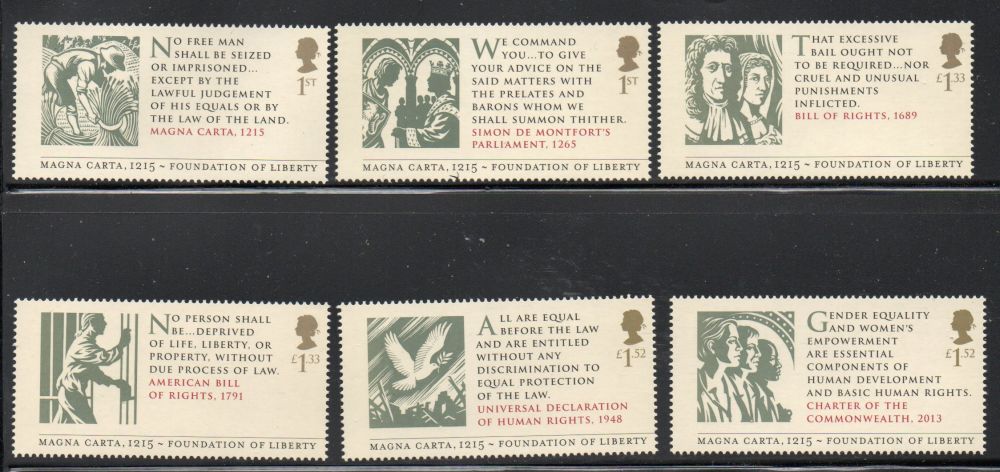 NO FREE MAN
SHALL BE SEIZED
OR IMPRISONED...
EXCEPT BY THE
LAWFUL JUDGEMENT
OF HIS EQUALS OR BY
THE LAW OF THE LAND.
MAGNA CARTA, 1215
1ST
MAGNA CARTA, 1215 ~ FOUNDATION OF LIBERTY
WE COMMAND
YOU...TO GIVE
YOUR ADVICE ON THE
SAID MATTERS WITH
THE PRELATES AND
BARONS WHOM WE
SHALL SUMMON THITHER.
SIMON DE MONTFORT'S
PARLIAMENT, 1265
1ST
MAGNA CARTA, 1215 ~ FOUNDATION OF LIBERTY
THAT EXCESSIVE
BAIL OUGHT NOT
TO BE REQUIRED...NOR
CRUEL AND UNUSUAL
PUNISHMENTS
INFLICTED.
BILL OF RIGHTS, 1689
£1.33
MAGNA CARTA, 1215 ~ FOUNDATION OF LIBERTY
NO PERSON SHALL
BE...DEPRIVED
OF LIFE, LIBERTY, OR
PROPERTY, WITHOUT
DUE PROCESS OF LAW.
AMERICAN BILL
OF RIGHTS, 1791
£1.33
MAGNA CARTA, 1215 ~ FOUNDATION OF LIBERTY
ALL ARE EQUAL
BEFORE THE LAW
AND ARE ENTITLED
WITHOUT ANY
DISCRIMINATION TO
EQUAL PROTECTION
OF THE LAW.
UNIVERSAL DECLARATION
OF HUMAN RIGHTS, 1948
£1.52
MAGNA CARTA, 1215 ~ FOUNDATION OF LIBERTY
GENDER EQUALITY
AND WOMEN'S
EMPOWERMENT
ARE ESSENTIAL
COMPONENTS OF
HUMAN DEVELOPMENT
AND BASIC HUMAN RIGHTS.
CHARTER OF THE
COMMONWEALTH, 2013
£1.52
MAGNA CARTA, 1215 ~ FOUNDATION OF LIBERTY